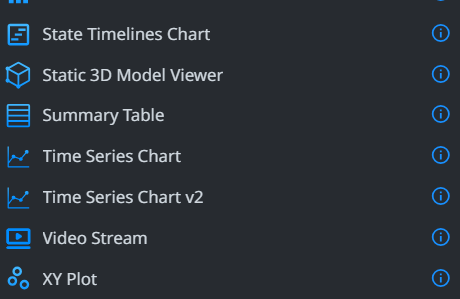 State Timelines Chart
Static 3D Model Viewer
Summary Table
Time Series Chart
Time Series Chart v2
Video Stream
XY Plot